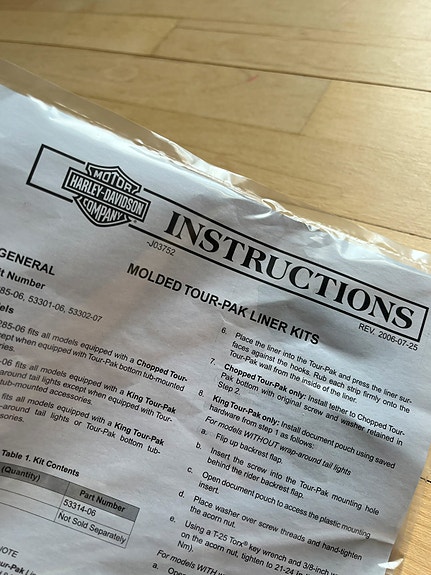 MOTOR
HARLEY-DAVIDSON
COMPANY
INSTRUCTIONS
-J03752
REV. 2006-07-25
MOLDED TOUR-PAK LINER KITS
GENERAL
it Number
285-06, 53301-06, 53302-07
dels
285-06 fits all models equipped with a Chopped Tour-
cept when equipped with Tour-Pak bottom tub-mounted
ries.
-06 fits all models equipped with a King Tour-Pak
around tail lights except when equipped with Tour-
tub-mounted accessories.
fits all models equipped with a King Tour-Pak
-around tail lights or Tour-Pak bottom tub-
ories.
Table 1. Kit Contents
(Quantity)
Part Number
53314-06
Not Sold Separately
NOTE
6. Place the liner into the Tour-Pak and press the liner sur-
faces against the hooks. Rub each strip firmly onto the
Tour-Pak wall from the inside of the liner.
7. Chopped Tour-Pak only: Install tether to Chopped Tour-
Pak bottom with original screw and washer retained in
Step 2.
8. King Tour-Pak only: Install document pouch using saved
hardware from step 1 as follows:
For models WITHOUT wrap-around tail lights
a. Flip up backrest flap.
b. Insert the screw into the Tour-Pak mounting hole
behind the rider backrest flap.
c. Open document pouch to access the plastic mounting
insert.
d. Place washer over screw threads and hand-tighten
the acorn nut.
e. Using a T-25 Torx® key wrench and 3/8-inch
on the acorn nut, tighten to 21-24
Nm).
For models WITH
a.